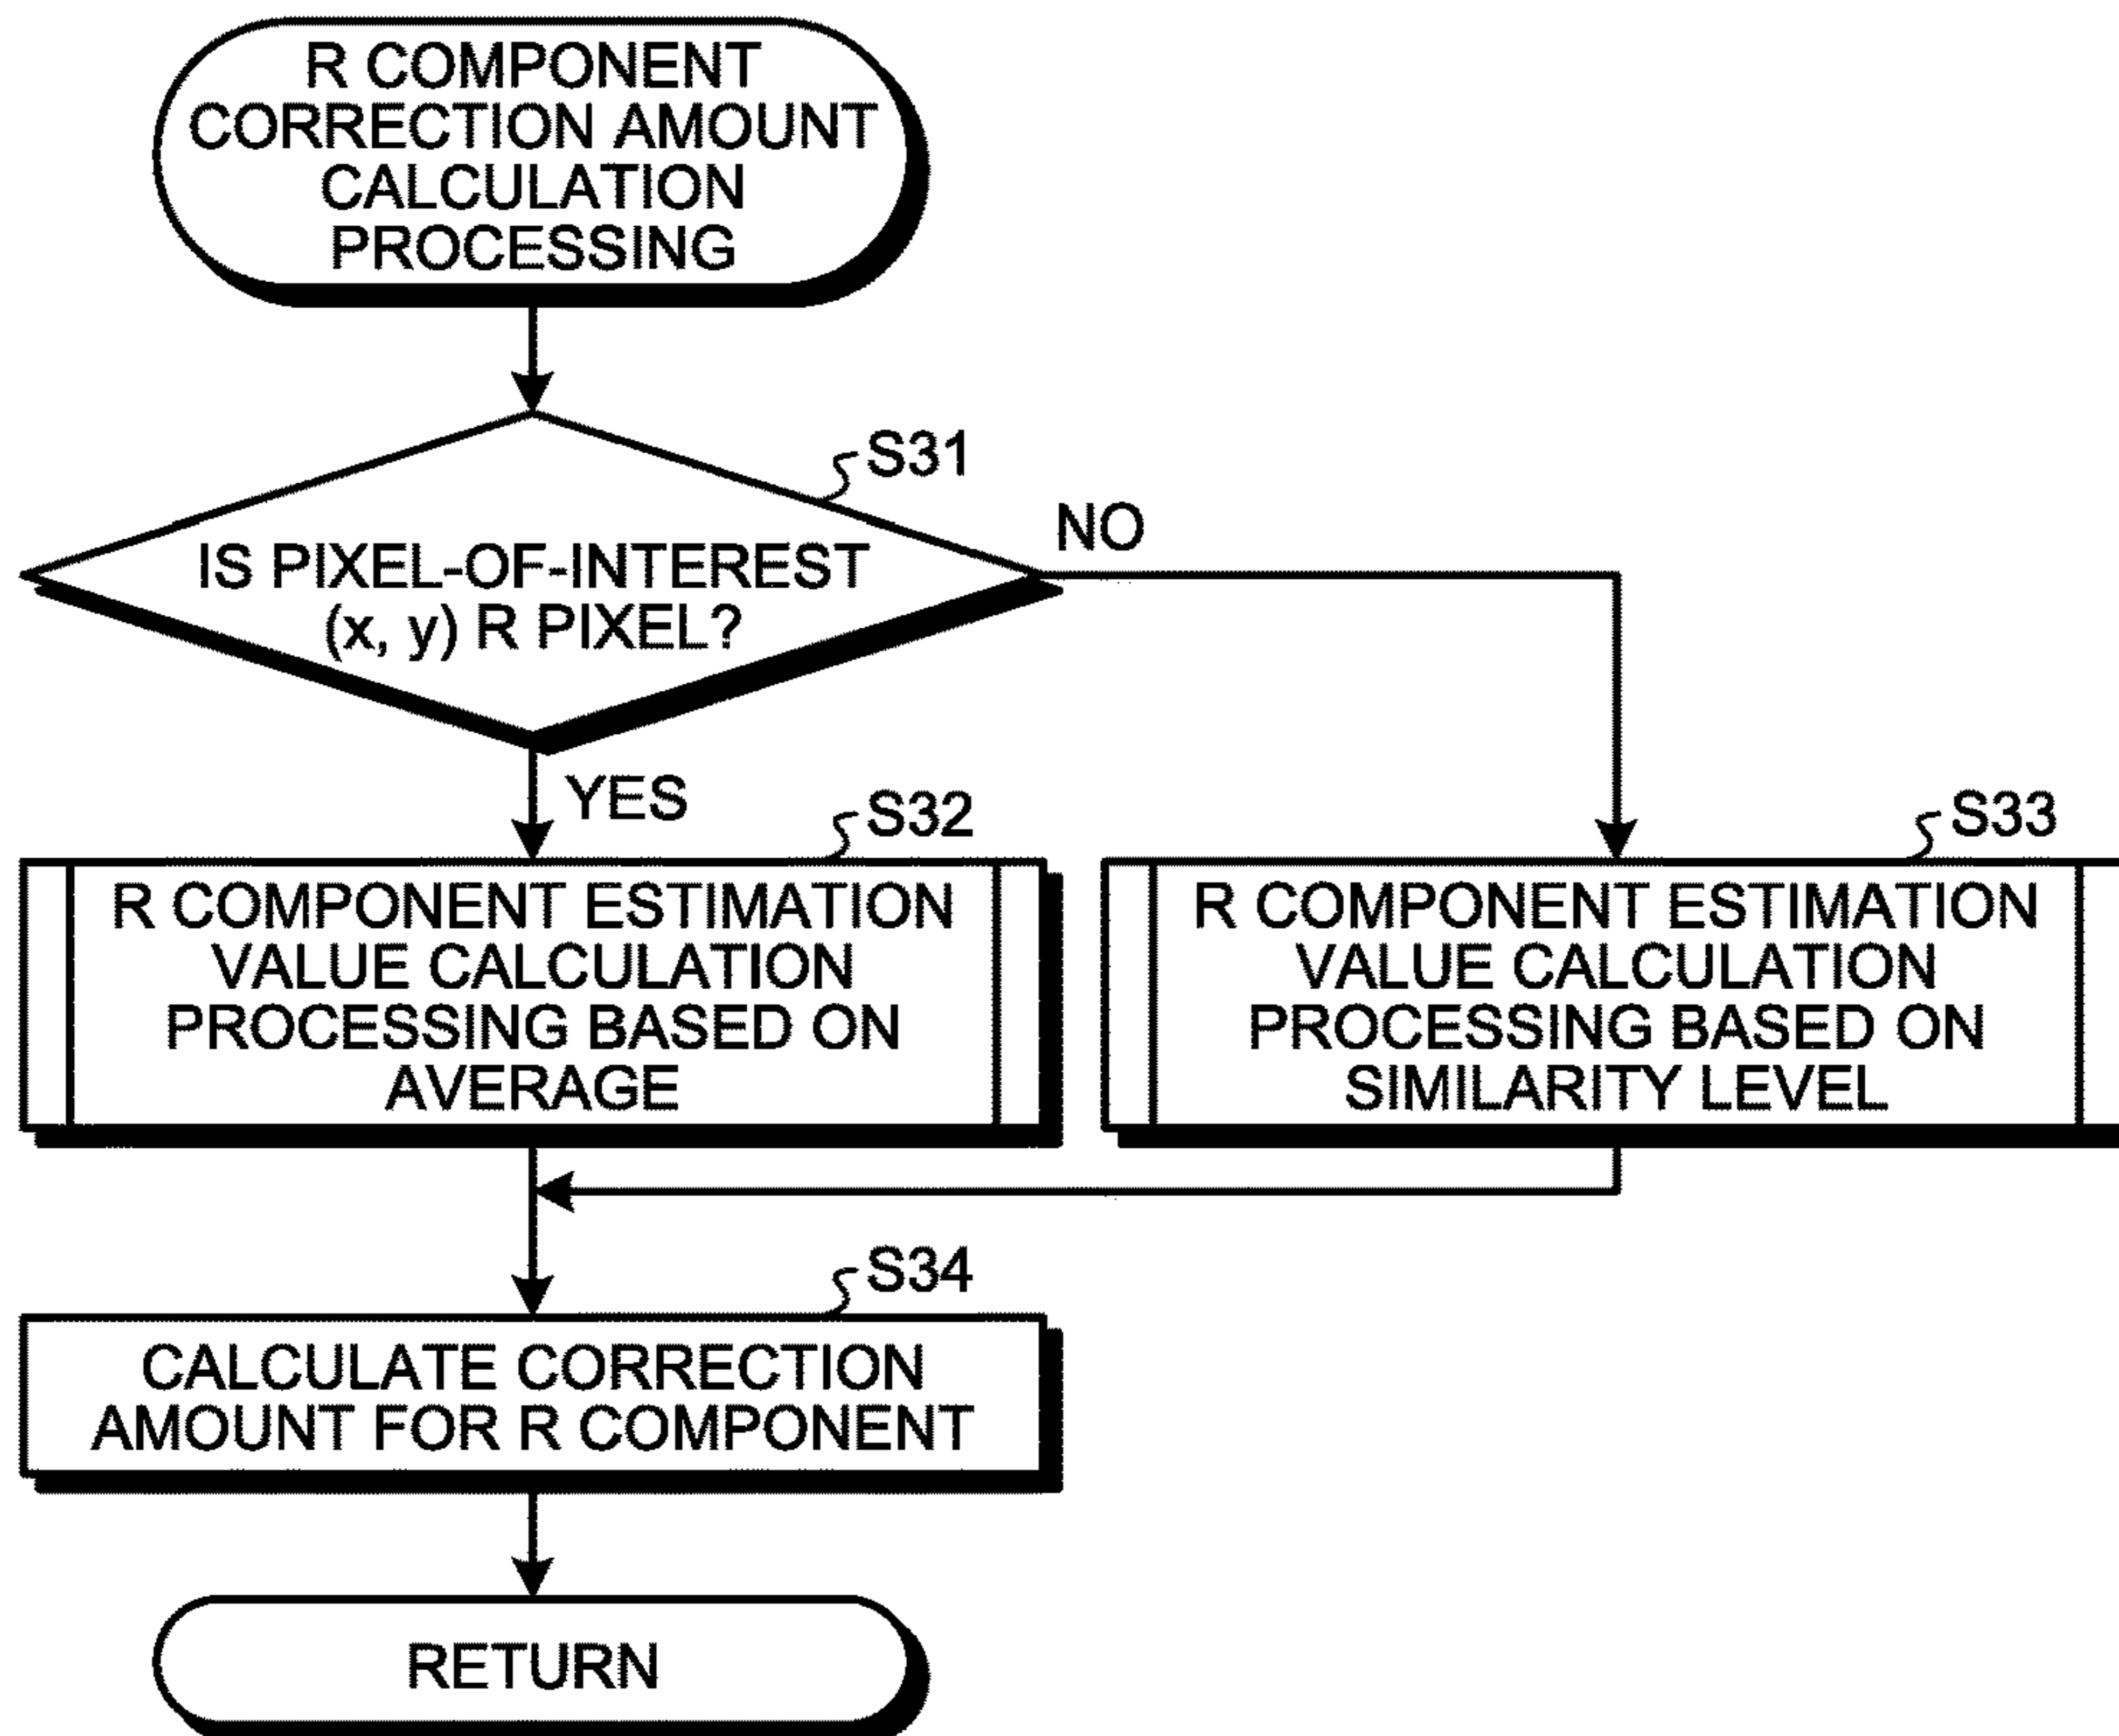 R COMPONENT
CORRECTION AMOUNT
CALCULATION
PROCESSING
S31
IS PIXEL-OF-INTEREST
(x, y) R PIXEL?
NO
YES
S32
R COMPONENT ESTIMATION
VALUE CALCULATION
PROCESSING BASED ON
AVERAGE
S33
R COMPONENT ESTIMATION
VALUE CALCULATION
PROCESSING BASED ON
SIMILARITY LEVEL
S34
CALCULATE CORRECTION
AMOUNT FOR R COMPONENT
RETURN